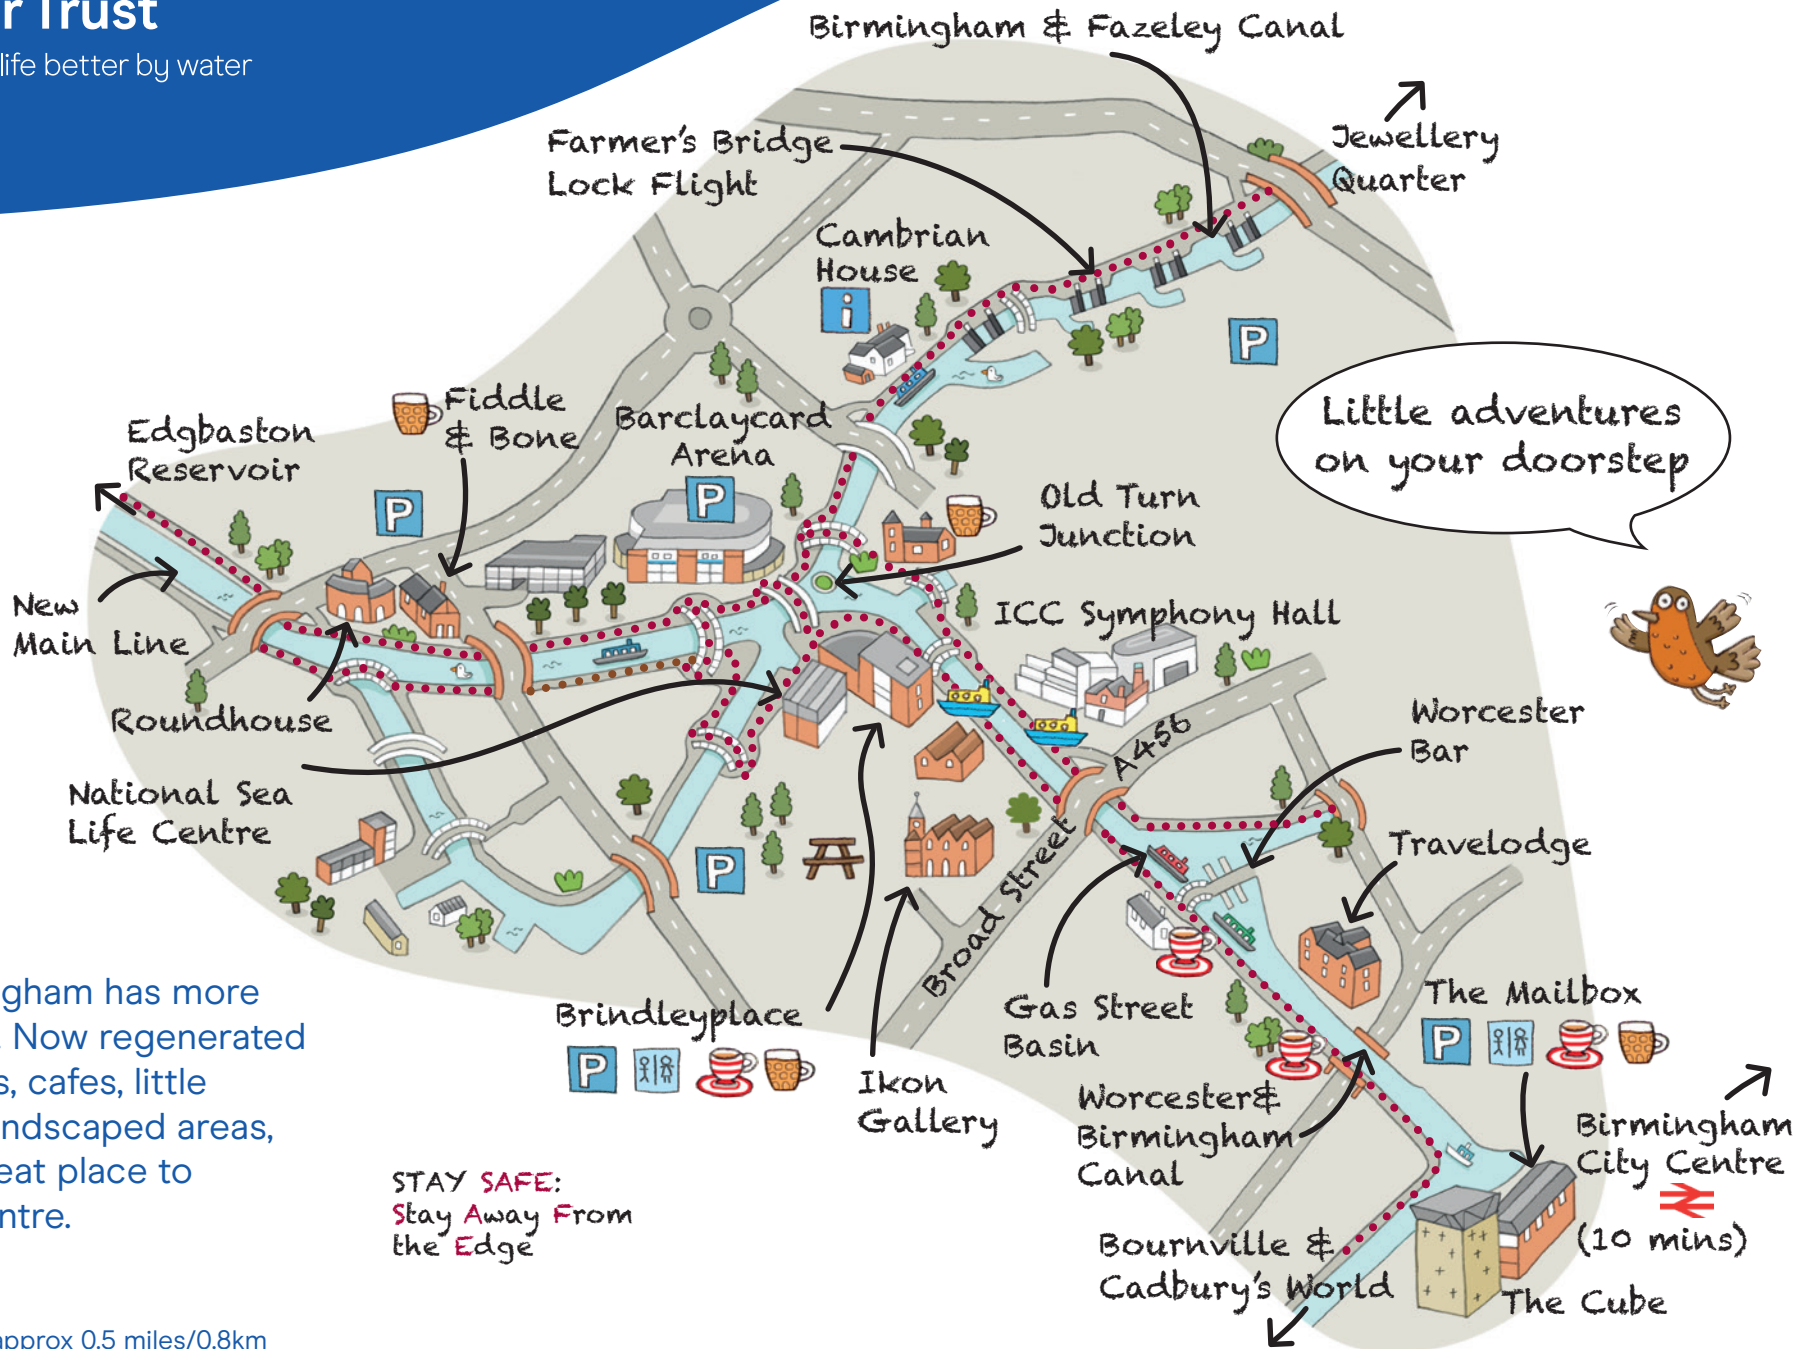 r Trust
life better by water
Birmingham & Fazeley Canal
Jewellery
Quarter
Farmer's Bridge
Lock Flight
Cambrian
House
i
P
Little adventures
on your doorstep
Fiddle
& Bone
Barclaycard
Arena
P
Edgbaston
Reservoir
P
Old Turn
Junction
New
Main Line
ICC Symphony Hall
Roundhouse
Worcester
Bar
A456
National Sea
Life Centre
Travelodge
P
Broad Street
Brindleyplace
P
Ikon
Gallery
Gas Street
Basin
The Mailbox
P
Worcester&
Birmingham
Canal
Birmingham
City Centre
(10 mins)
Bournville &
Cadbury's World
The Cube
gham has more
. Now regenerated
s, cafes, little
ndscaped areas,
eat place to
ntre.
STAY SAFE:
Stay Away From
the Edge
approx 0.5 miles/0.8km